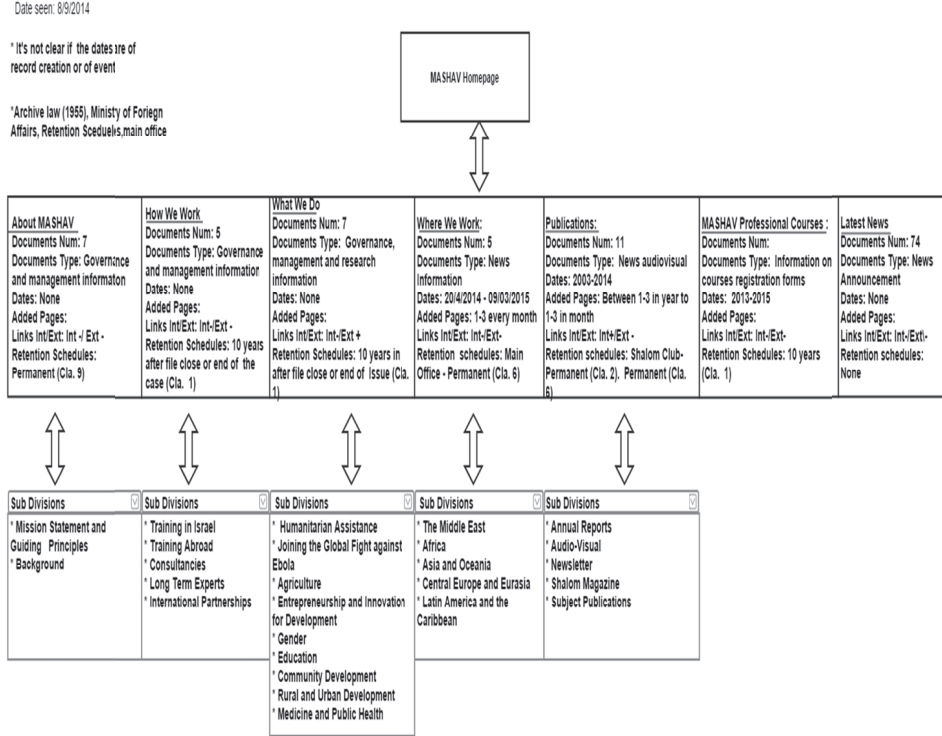 Date seen: 8/9/2014
* It's not clear if the dates are of
record creation or of event
*Archive law (1955), Ministy of Foriegn
Affairs, Retention Scedueles,main office
MASHAV Homepage
About MASHAV
Documents Num: 7
Documents Type: Governance
and management informaton
Dates: None
Added Pages:
Links Int/Ext: Int -/ Ext -
Retention Schedules:
Permanent (Cla. 9)
How We Work
Documents Num: 5
Documents Type: Governance
and management information
Dates: None
Added Pages:
Links Int/Ext: Int-/Ext -
Retention Schedules: 10 years
after file close or end of the
case (Cla. 1)
What We Do
Documents Num: 7
Documents Type: Governance,
management and research
information
Dates: None
Added Pages:
Links Int/Ext: Int-/Ext +
Retention Schedules: 10 years in
after file close or end of Issue (Cla.
1)
Where We Work:
Documents Num: 5
Documents Type: News
Information
Dates: 20/4/2014 - 09/03/2015
Added Pages: 1-3 every month
Links Int/Ext: Int-/Ext-
Retention schedules: Main
Office - Permanent (Cla. 6)
Publications:
Documents Num: 11
Documents Type: News audiovisual
Dates: 2003-2014
Added Pages: Between 1-3 in year to
1-3 in month
Links Int/Ext: Int+/Ext -
Retention schedules: Shalom Club-
Permanent (Cla. 2). Permanent (Cla.
6)
MASHAV Professional Courses :
Documents Num:
Documents Type: Information on
courses registration forms
Dates: 2013-2015
Added Pages:
Links Int/Ext: Int-/Ext-
Retention Schedules: 10 years
(Cla. 1)
Latest News
Documents Num: 74
Documents Type: News
Announcement
Dates: None
Added Pages:
Links Int/Ext: Int-/Ext\-
Retention Schedules:
None
Sub Divisions
* Mission Statement and
Guiding Principles
* Background
Sub Divisions
* Training in Israel
* Training Abroad
* Consultancies
* Long Term Experts
* International Partnerships
Sub Divisions
* Humanitarian Assistance
* Joining the Global Fight against
Ebola
* Agriculture
* Entrepreneurship and Innovation
for Development
* Gender
* Education
* Community Development
* Rural and Urban Development
* Medicine and Public Health
Sub Divisions
* The Middle East
* Africa
* Asia and Oceania
* Central Europe and Eurasia
* Latin America and the
Caribbean
Sub Divisions
* Annual Reports
* Audio-Visual
* Newsletter
* Shalom Magazine
* Subject Publications